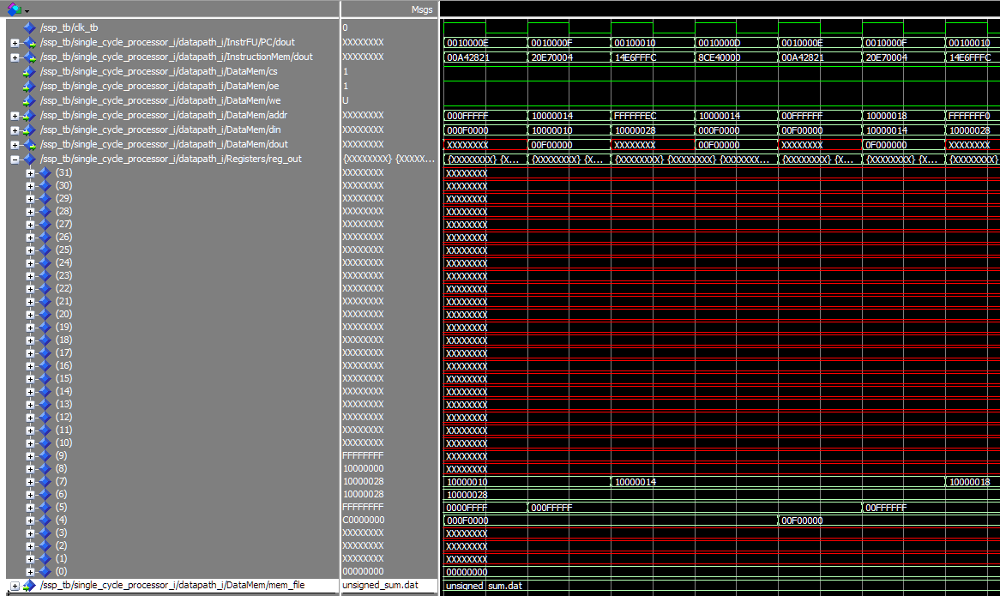 Msgs
/ssp_tb/clk_tb 0
/ssp_tb/single_cycle_processor_i/datapath_i/InstrFU/PC/dout XXXXXXXX 0010000E 0010000F 00100010 0010000D 0010000E 0010000F 00100010
/ssp_tb/single_cycle_processor_i/datapath_i/InstructionMem/dout XXXXXXXX 00A42821 20E70004 14E6FFFC 8CE40000 00A42821 20E70004 14E6FFFC
/ssp_tb/single_cycle_processor_i/datapath_i/DataMem/cs 1
/ssp_tb/single_cycle_processor_i/datapath_i/DataMem/oe 1
/ssp_tb/single_cycle_processor_i/datapath_i/DataMem/we U
/ssp_tb/single_cycle_processor_i/datapath_i/DataMem/addr XXXXXXXX 000FFFFF 10000014 FFFFFFEC 10000014 00FFFFFF 10000018 FFFFFFF0
/ssp_tb/single_cycle_processor_i/datapath_i/DataMem/din XXXXXXXX 000F0000 10000010 10000028 000F0000 00F00000 10000014 10000028
/ssp_tb/single_cycle_processor_i/datapath_i/DataMem/dout XXXXXXXX XXXXXXXX 00F00000 XXXXXXXX 00F00000 XXXXXXXX 0F000000 XXXXXXXX
/ssp_tb/single_cycle_processor_i/datapath_i/Registers/reg_out {XXXXXXXX} {XXXXX... {XXXXXXXX} {X... {XXXXXXXX} {X... {XXXXXXXX} {XXXXXXXX} {XXXXXXX... {XXXXXXXX} {X... {XXXXXXXX} {X... {XXXXXXXX}
(31) XXXXXXXX XXXXXXXX
(30) XXXXXXXX XXXXXXXX
(29) XXXXXXXX XXXXXXXX
(28) XXXXXXXX XXXXXXXX
(27) XXXXXXXX XXXXXXXX
(26) XXXXXXXX XXXXXXXX
(25) XXXXXXXX XXXXXXXX
(24) XXXXXXXX XXXXXXXX
(23) XXXXXXXX XXXXXXXX
(22) XXXXXXXX XXXXXXXX
(21) XXXXXXXX XXXXXXXX
(20) XXXXXXXX XXXXXXXX
(19) XXXXXXXX XXXXXXXX
(18) XXXXXXXX XXXXXXXX
(17) XXXXXXXX XXXXXXXX
(16) XXXXXXXX XXXXXXXX
(15) XXXXXXXX XXXXXXXX
(14) XXXXXXXX XXXXXXXX
(13) XXXXXXXX XXXXXXXX
(12) XXXXXXXX XXXXXXXX
(11) XXXXXXXX XXXXXXXX
(10) XXXXXXXX XXXXXXXX
(9) FFFFFFFF XXXXXXXX
(8) 10000000 XXXXXXXX
(7) 10000028 10000010 10000014 10000018
(6) 10000028 10000028
(5) FFFFFFFF 0000FFFF 000FFFFF 00FFFFFF
(4) C0000000 000F0000 00F00000
(3) XXXXXXXX XXXXXXXX
(2) XXXXXXXX XXXXXXXX
(1) XXXXXXXX XXXXXXXX
(0) 00000000 00000000
/ssp_tb/single_cycle_processor_i/datapath_i/DataMem/mem_file unsigned_sum.dat unsigned_sum.dat